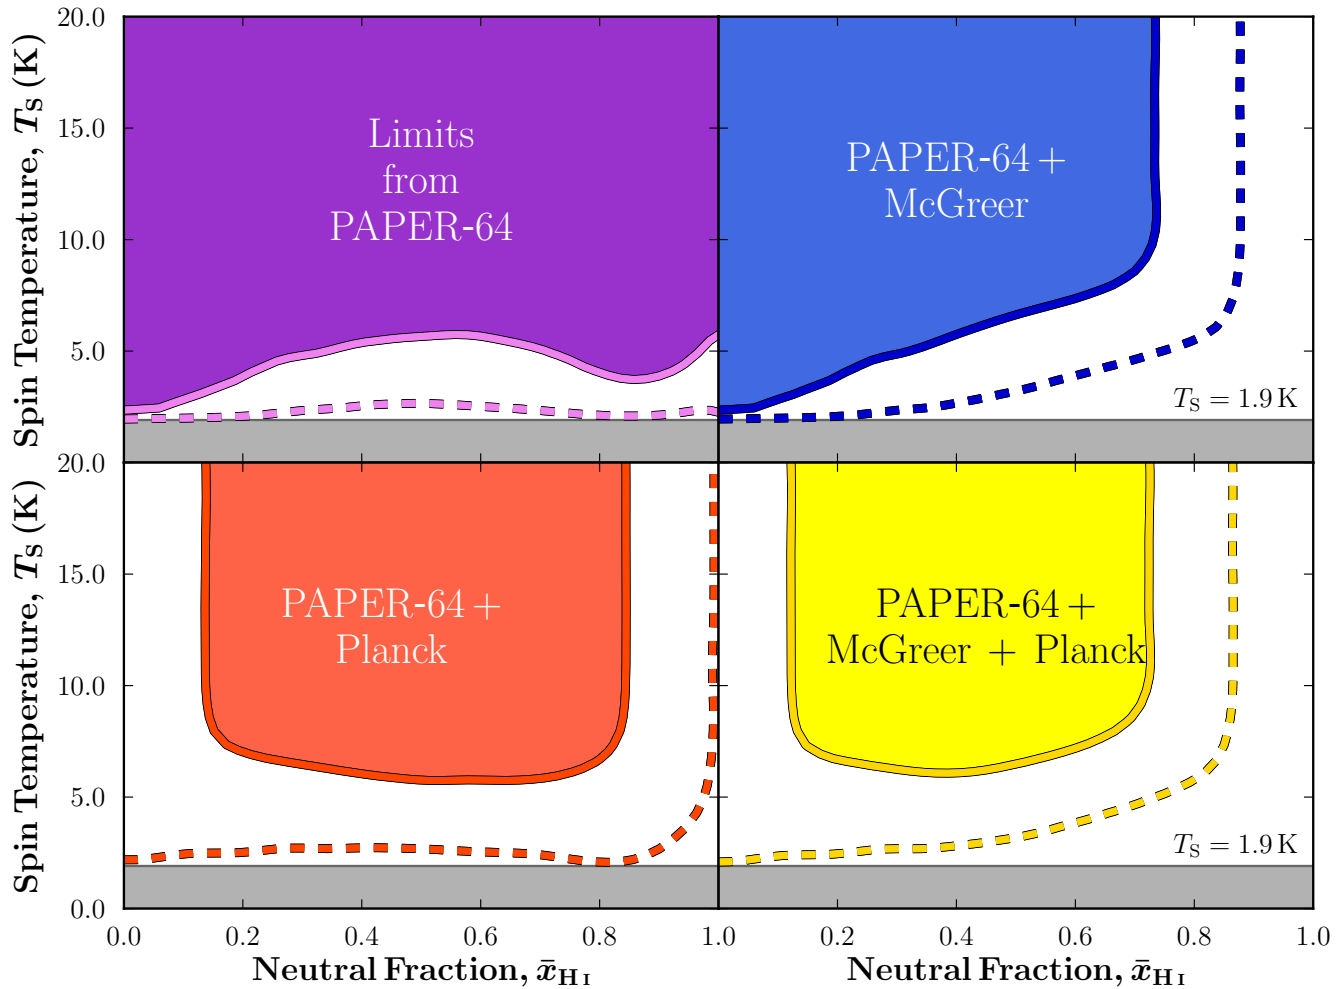 20.0
15.0
10.0
5.0
Spin Temperature, T_S (K)
Limits
from
PAPER-64
PAPER-64 +
McGreer
T_S = 1.9 K
20.0
15.0
10.0
5.0
0.0
Spin Temperature, T_S (K)
PAPER-64 +
Planck
PAPER-64 +
McGreer + Planck
T_S = 1.9 K
0.0 0.2 0.4 0.6 0.8 1.0 0.2 0.4 0.6 0.8 1.0
Neutral Fraction, x̄_H I Neutral Fraction, x̄_H I